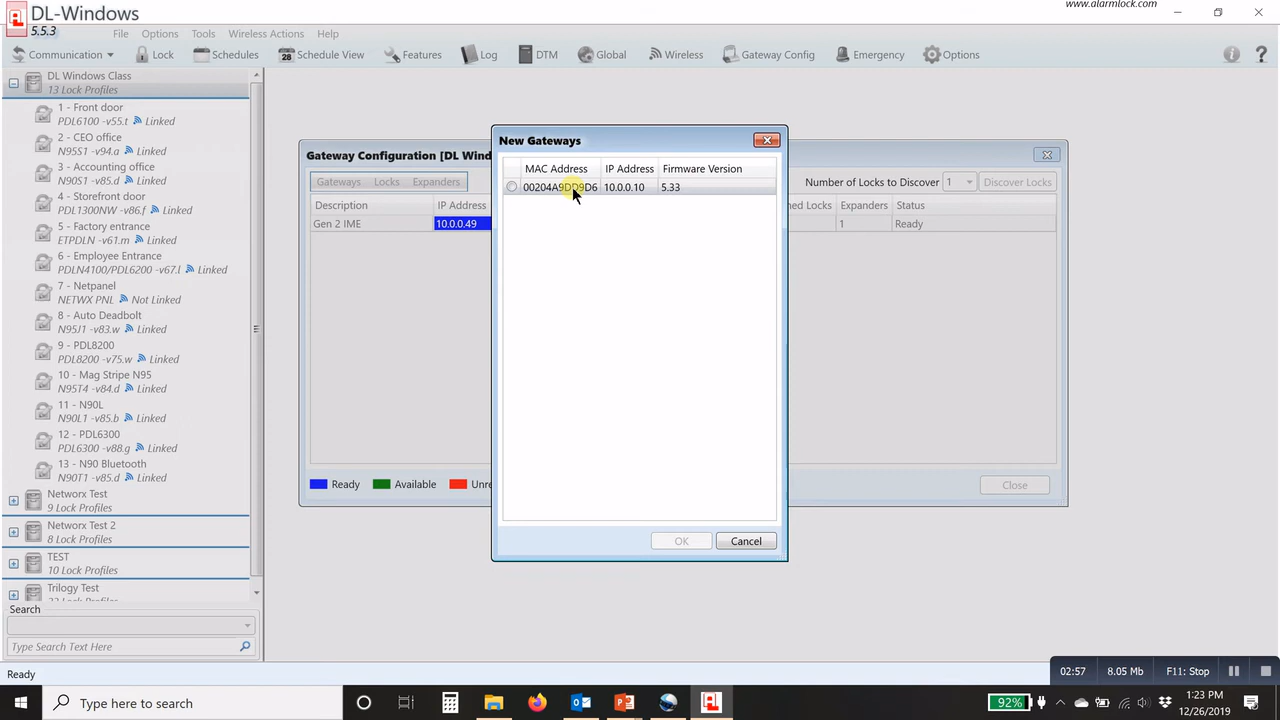 DL-Windows
5.5.3
www.alarmlock.com
File Options Tools Wireless Actions Help
Communication Lock Schedules 28 Schedule View Features Log DTM Global Wireless Gateway Config Emergency Options
DL Windows Class
13 Lock Profiles
1 - Front door
PDL6100 -v55.t Linked
2 - CEO office
N95S1 -v94.a Linked
3 - Accounting office
N90S1 -v85.d Linked
4 - Storefront door
PDL1300NW -v86.f Linked
5 - Factory entrance
ETPDLN -v61.m Linked
6 - Employee Entrance
PDLN4100/PDL6200 -v67.l Linked
7 - Netpanel
NETWX PNL Not Linked
8 - Auto Deadbolt
N95J1 -v83.w Linked
9 - PDL8200
PDL8200 -v75.w Linked
10 - Mag Stripe N95
N95T4 -v84.d Linked
11 - N90L
N90L1 -v85.b Linked
12 - PDL6300
PDL6300 -v88.g Linked
13 - N90 Bluetooth
N90T1 -v85.d Linked
Networx Test
9 Lock Profiles
Networx Test 2
8 Lock Profiles
TEST
10 Lock Profiles
Trilogy Test
Search
Type Search Text Here
Ready
Gateway Configuration [DL Wind
Gateways Locks Expanders
Number of Locks to Discover 1 Discover Locks
Description IP Address
ned Locks Expanders Status
Gen 2 IME 10.0.0.49
1 Ready
Ready Available Unre
Close
New Gateways
MAC Address IP Address Firmware Version
00204A9DD9D6 10.0.0.10 5.33
OK Cancel
02:57 8.05 Mb F11: Stop
Type here to search
92%
1:23 PM
12/26/2019